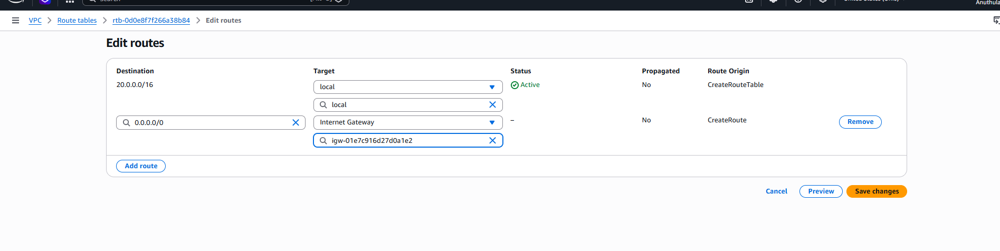 Search
VPC > Route tables > rtb-0d0e8f7f266a38b84 > Edit routes
Edit routes
Destination Target Status Propagated Route Origin
20.0.0.0/16 local Active No CreateRouteTable
local
0.0.0.0/0 Internet Gateway – No CreateRoute Remove
igw-01e7c916d27d0a1e2
Add route
Cancel Preview Save changes